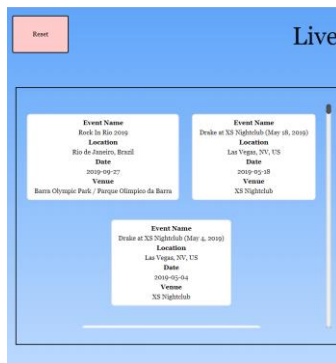 Reset
Live
Event Name
Rock In Rio 2019
Location
Rio de Janeiro, Brazil
Date
2019-09-27
Venue
Barra Olympic Park / Parque Olímpico da Barra
Event Name
Drake at XS Nightclub (May 18, 2019)
Location
Las Vegas, NV, US
Date
2019-05-18
Venue
XS Nightclub
Event Name
Drake at XS Nightclub (May 4, 2019)
Location
Las Vegas, NV, US
Date
2019-05-04
Venue
XS Nightclub